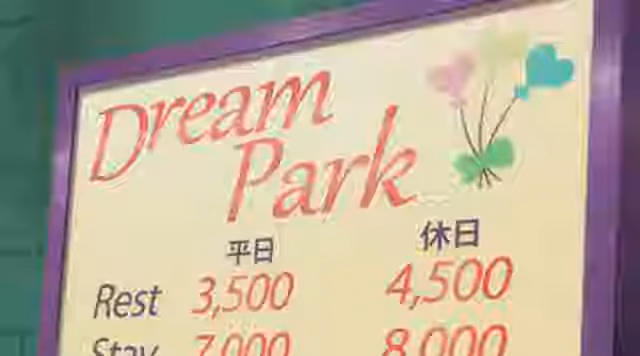 Dream
Park
平日 休日
Rest 3,500 4,500
Stay 7,000 8,000